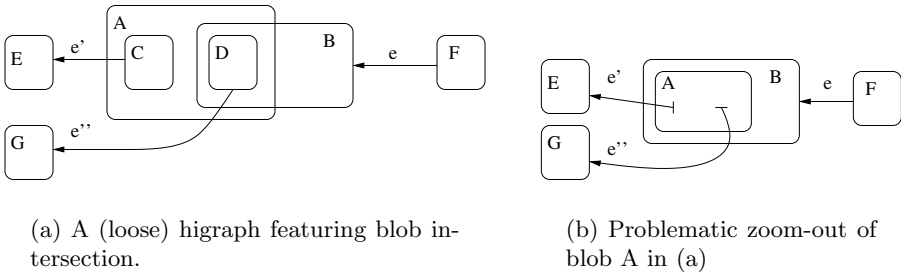 A
B
E
e'
C
D
e
F
G
e''
(a) A (loose) higraph featuring blob in-
tersection.
E
e'
A
B
e
F
G
e''
(b) Problematic zoom-out of
blob A in (a)